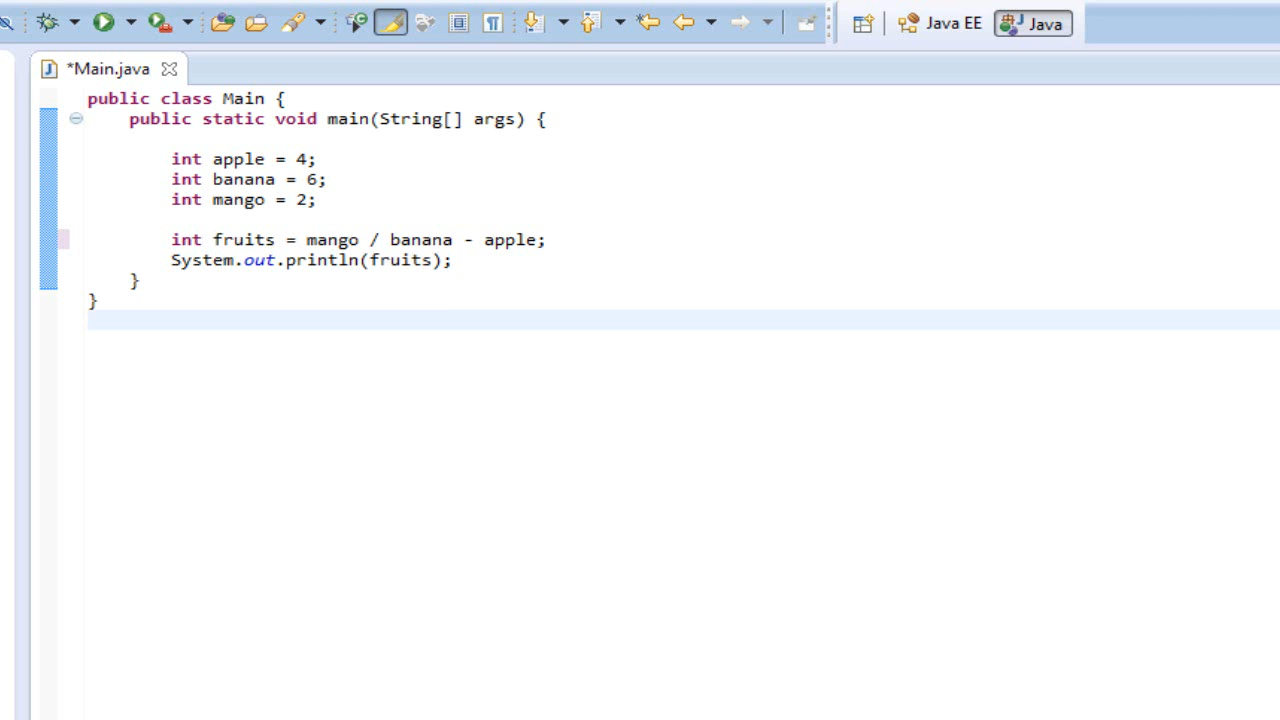 Java EE
Java
*Main.java
public class Main {
public static void main(String[] args) {
int apple = 4;
int banana = 6;
int mango = 2;
int fruits = mango / banana - apple;
System.out.println(fruits);
}
}